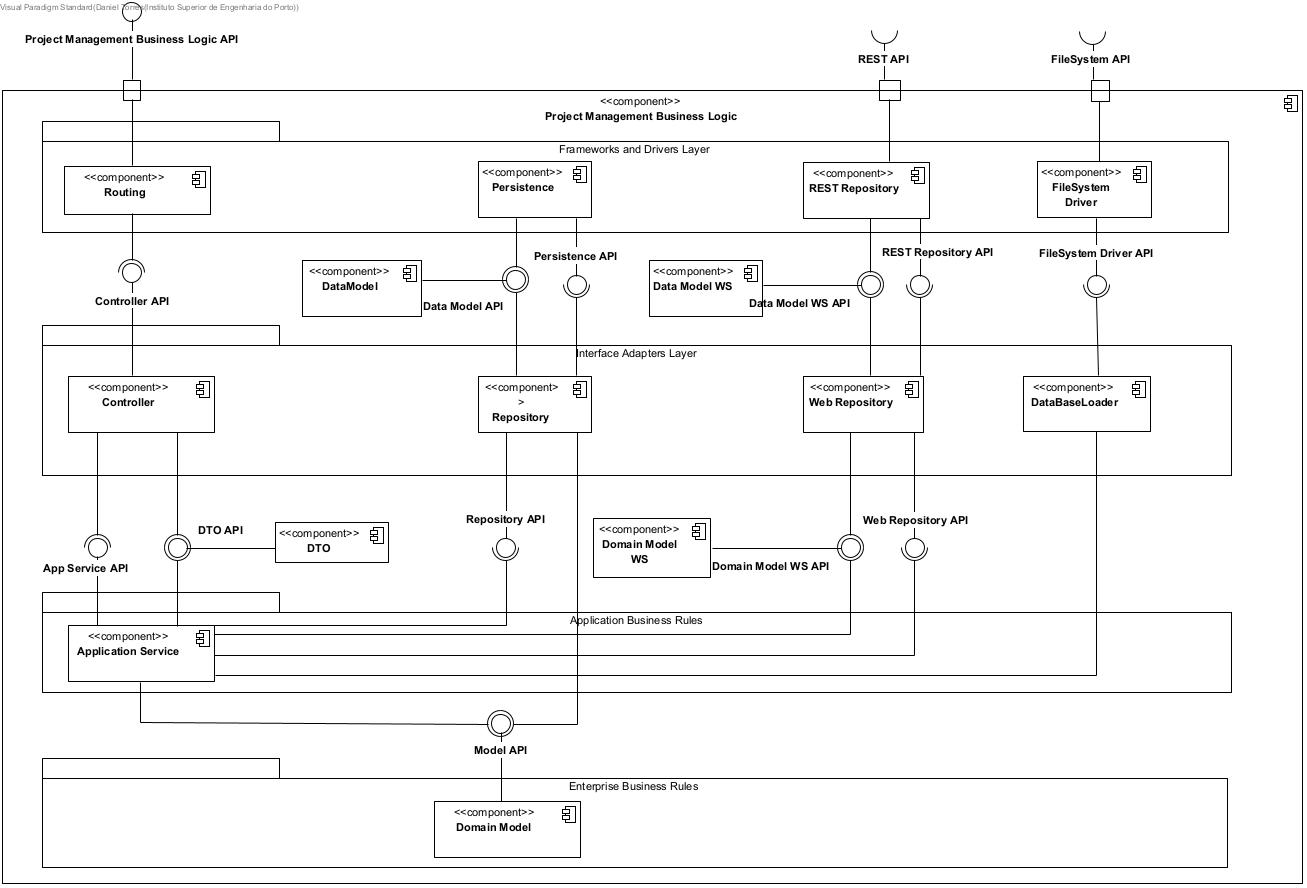 Visual Paradigm Standard(Daniel Torres(Instituto Superior de Engenharia do Porto))
Project Management Business Logic API
REST API
FileSystem API
<<component>>
Project Management Business Logic
Frameworks and Drivers Layer
<<component>>
Routing
<<component>>
Persistence
<<component>>
REST Repository
<<component>>
FileSystem
Driver
Controller API
<<component>>
DataModel
Data Model API
Persistence API
<<component>>
Data Model WS
Data Model WS API
REST Repository API
FileSystem Driver API
Interface Adapters Layer
<<component>>
Controller
<<component>
>
Repository
<<component>>
Web Repository
<<component>>
DataBaseLoader
App Service API
DTO API
<<component>>
DTO
Repository API
<<component>>
Domain Model
WS
Domain Model WS API
Web Repository API
Application Business Rules
<<component>>
Application Service
Model API
Enterprise Business Rules
<<component>>
Domain Model